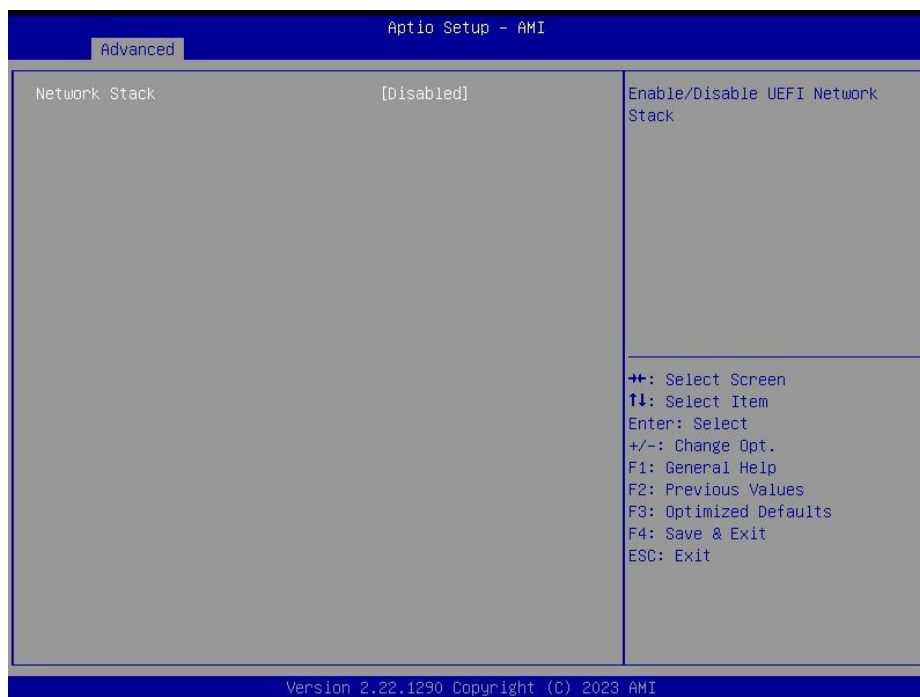 Aptio Setup - AMI
Advanced
Network Stack [Disabled]
Enable/Disable UEFI Network
Stack
→←: Select Screen
↑↓: Select Item
Enter: Select
+/-: Change Opt.
F1: General Help
F2: Previous Values
F3: Optimized Defaults
F4: Save & Exit
ESC: Exit
Version 2.22.1290 Copyright (C) 2023 AMI